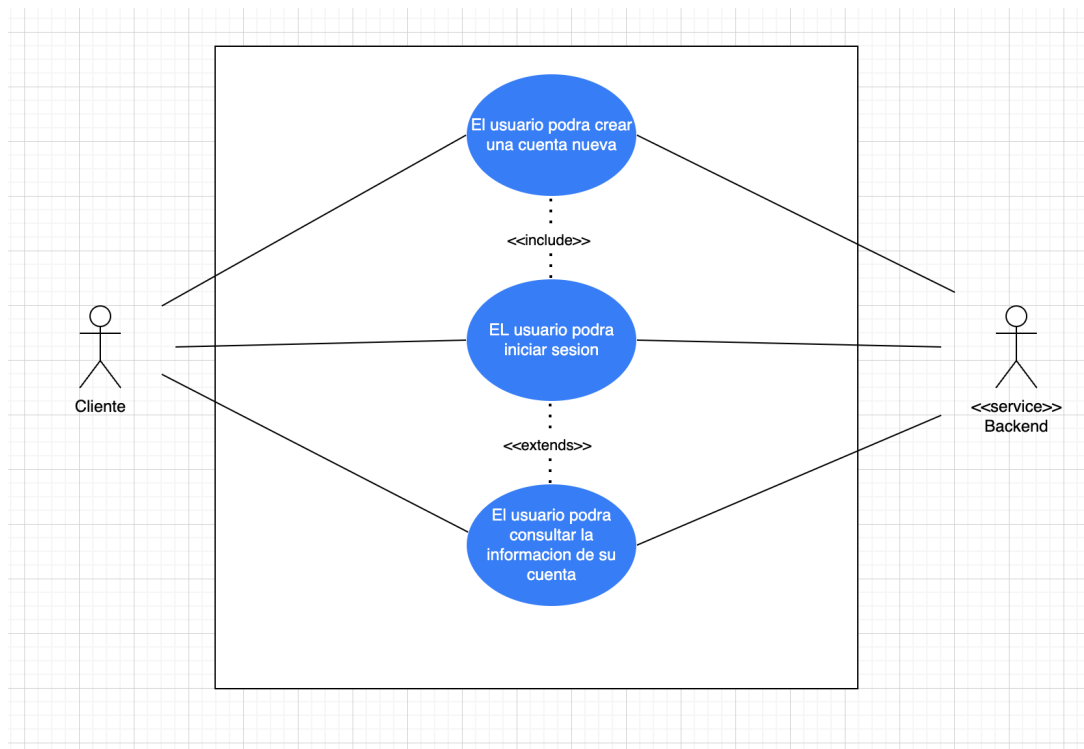 El usuario podra crear
una cuenta nueva
<<include>>
EL usuario podra
iniciar sesion
Cliente
<<service>>
Backend
<<extends>>
El usuario podra
consultar la
informacion de su
cuenta